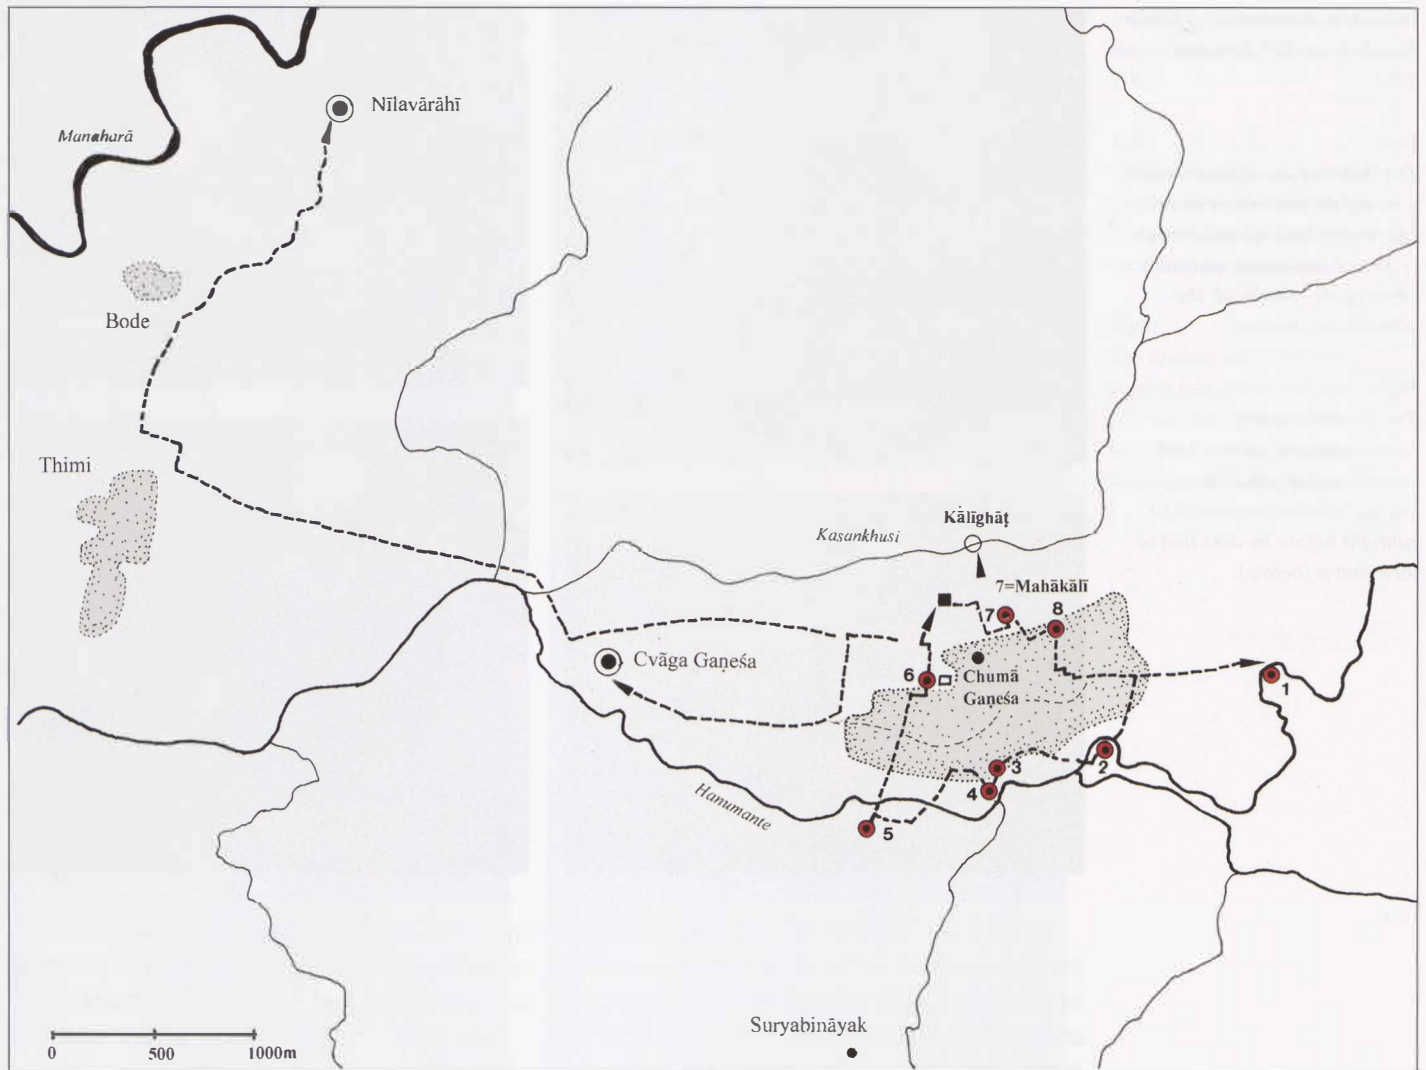 Nīlavārāhī
Manaharā
Bode
Thimi
Kālīghāṭ
Kasankhusi
7=Mahākālī
7
8
6
Cvāga Gaṇeśa
Chumā
Gaṇeśa
1
2
3
4
5
Hanumante
Suryabināyak
0 500 1000m